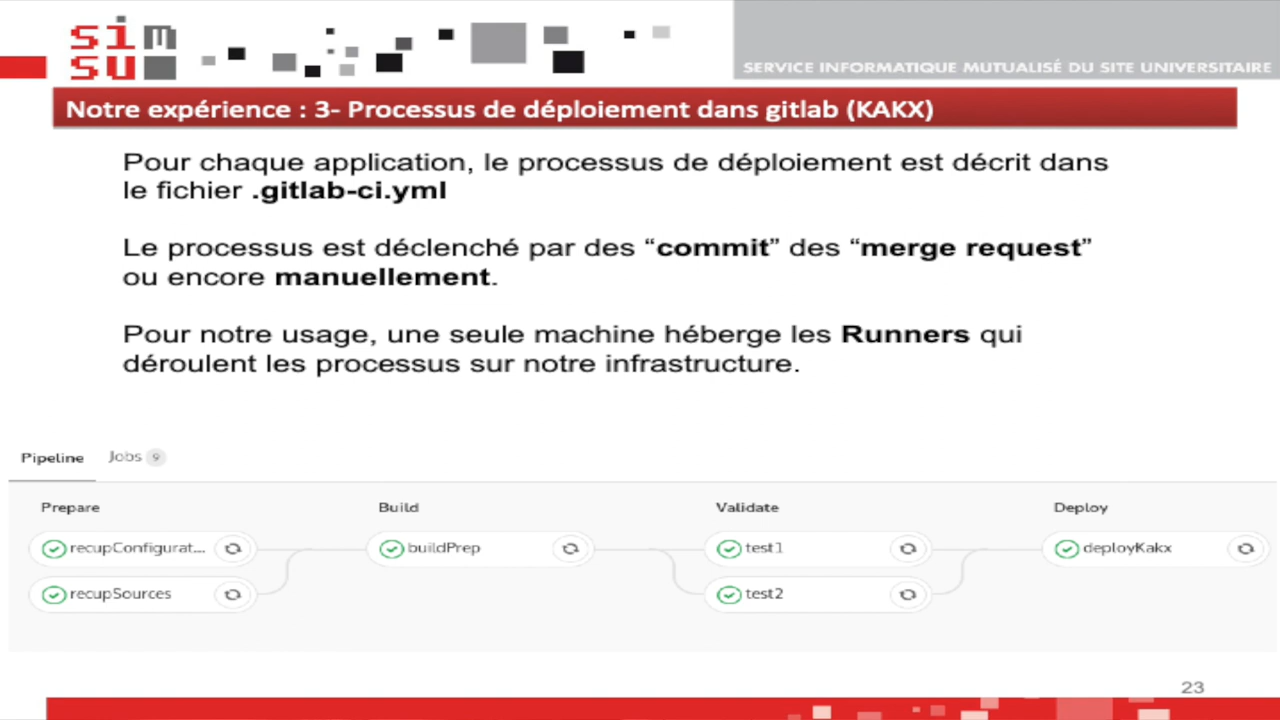 sim
su
SERVICE INFORMATIQUE MUTUALISÉ DU SITE UNIVERSITAIRE
Notre expérience : 3- Processus de déploiement dans gitlab (KAKX)
Pour chaque application, le processus de déploiement est décrit dans
le fichier .gitlab-ci.yml
Le processus est déclenché par des “commit” des “merge request”
ou encore manuellement.
Pour notre usage, une seule machine héberge les Runners qui
déroulent les processus sur notre infrastructure.
Pipeline Jobs 9
Prepare Build Validate Deploy
recupConfigurat... buildPrep test1 deployKakx
recupSources test2
23